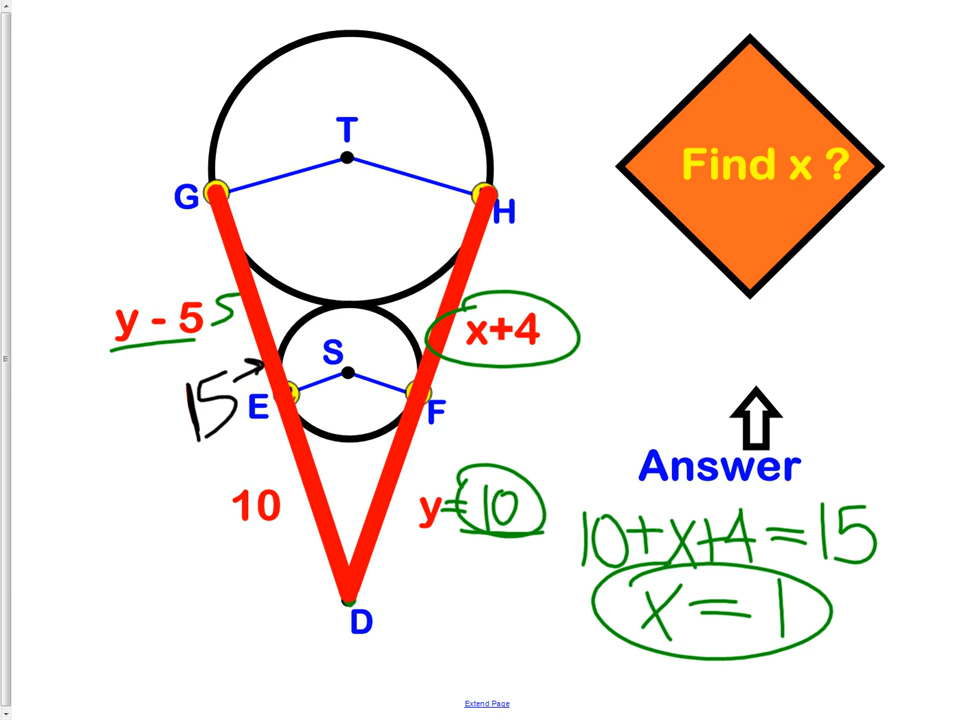 T
Find x ?
G
H
y - 5 5
x+4
S
15
E
F
Answer
10
y=10
10+x+4=15
x=1
D
Extend Page